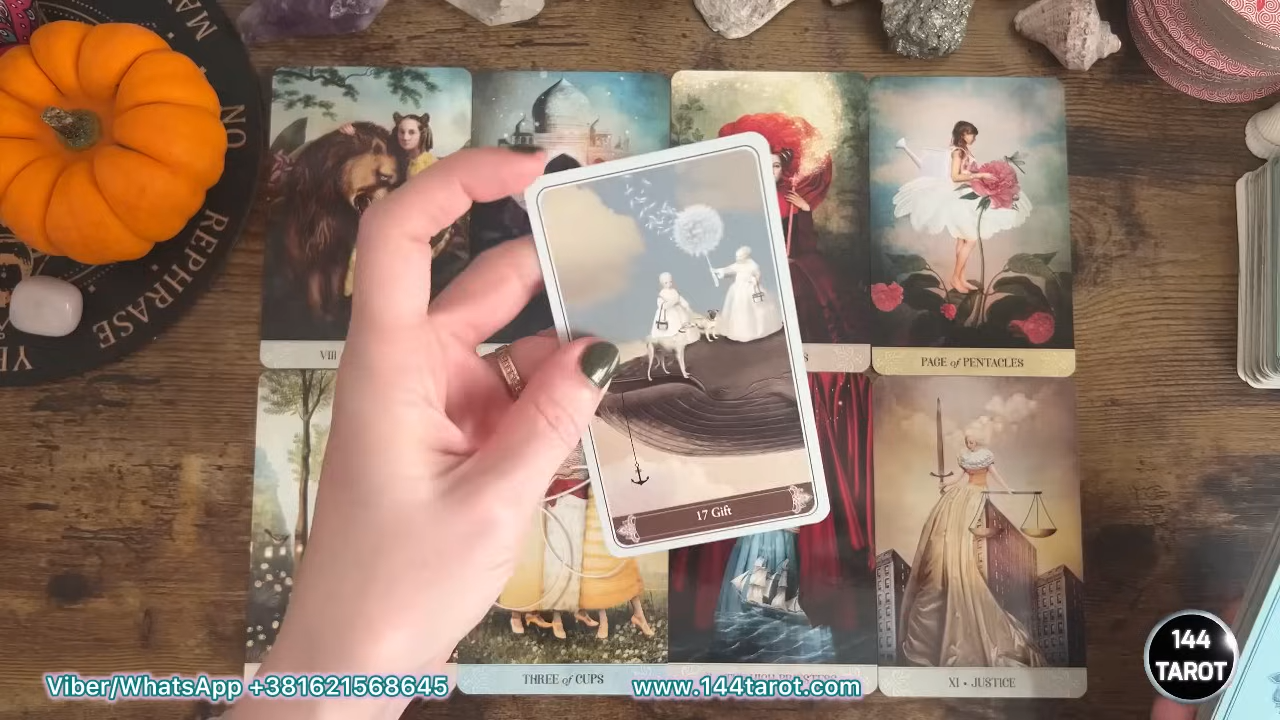 NO
REPHRASE
VIII
PAGE of PENTACLES
17 Gift
THREE of CUPS
XI • JUSTICE
144
TAROT
Viber/WhatsApp +381621568645
www.144tarot.com